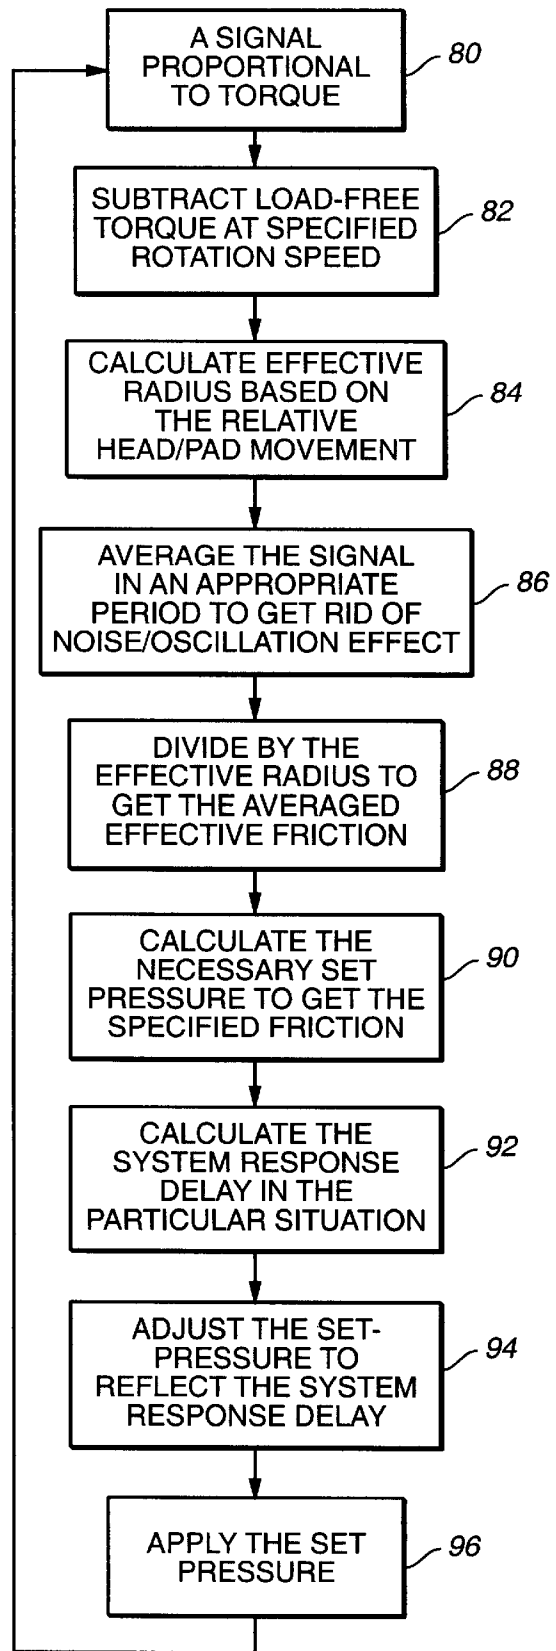 A SIGNAL
PROPORTIONAL
TO TORQUE
80
SUBTRACT LOAD-FREE
TORQUE AT SPECIFIED
ROTATION SPEED
82
CALCULATE EFFECTIVE
RADIUS BASED ON
THE RELATIVE
HEAD/PAD MOVEMENT
84
AVERAGE THE SIGNAL
IN AN APPROPRIATE
PERIOD TO GET RID OF
NOISE/OSCILLATION EFFECT
86
DIVIDE BY THE
EFFECTIVE RADIUS TO
GET THE AVERAGED
EFFECTIVE FRICTION
88
CALCULATE THE
NECESSARY SET
PRESSURE TO GET THE
SPECIFIED FRICTION
90
CALCULATE THE
SYSTEM RESPONSE
DELAY IN THE
PARTICULAR SITUATION
92
ADJUST THE SET-
PRESSURE TO
REFLECT THE SYSTEM
RESPONSE DELAY
94
APPLY THE SET
PRESSURE
96